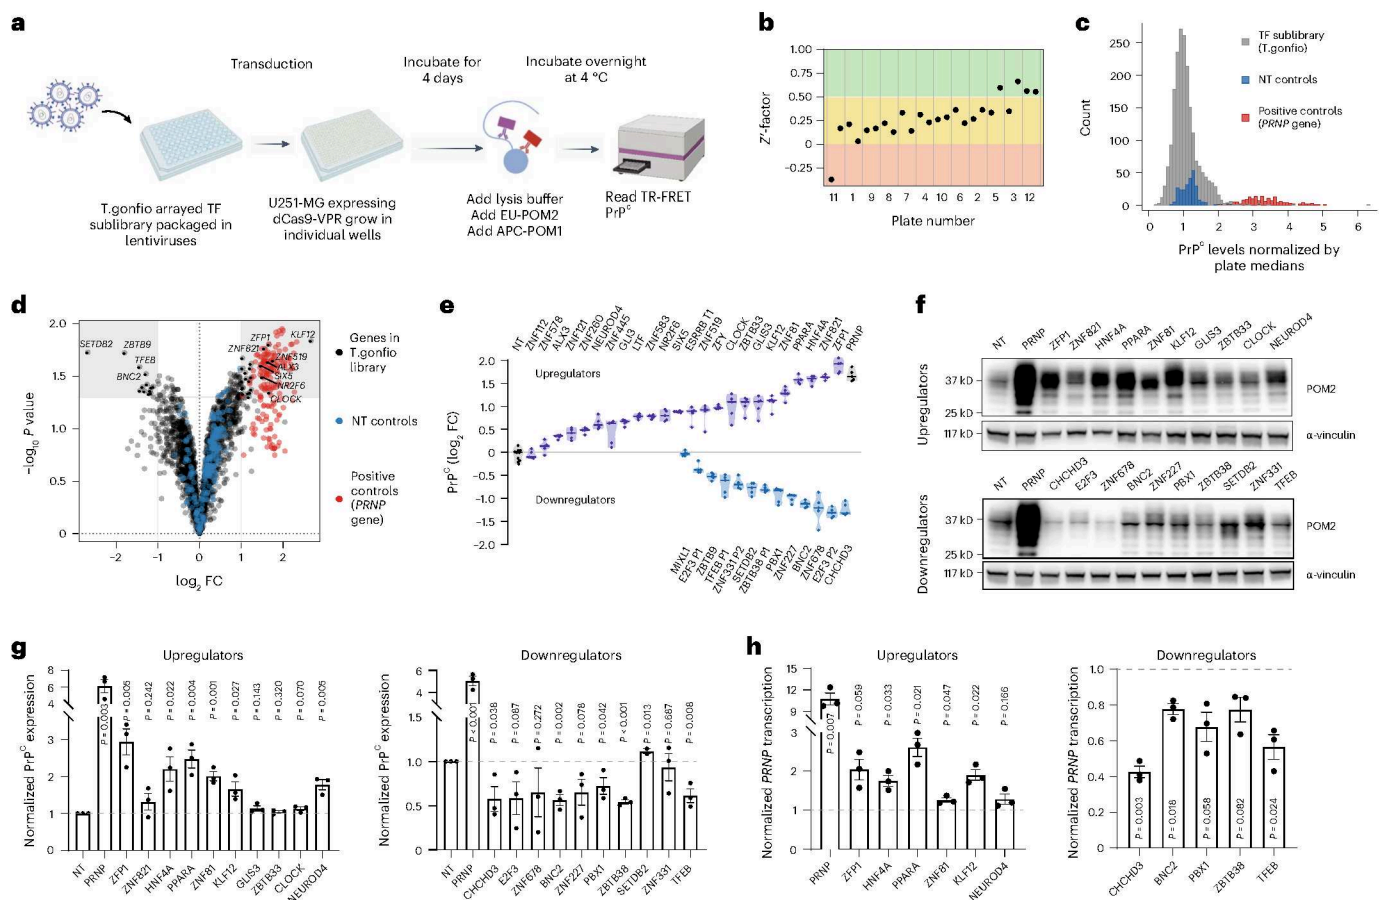 a
Transduction
Incubate for
4 days
Incubate overnight
at 4 °C
T.gonfio arrayed TF
sublibrary packaged in
lentiviruses
U251-MG expressing
dCas9-VPR grow in
individual wells
Add lysis buffer
Add EU-POM2
Add APC-POM1
Read TR-FRET
PrPᶜ
b
Z′-factor
1.00
0.75
0.50
0.25
0
−0.25
11 1 9 8 7 4 10 6 2 5 3 12
Plate number
c
Count
250
200
150
100
50
0
0 1 2 3 4 5 6
PrPᶜ levels normalized by
plate medians
TF sublibrary
(T.gonfio)
NT controls
Positive controls
(PRNP gene)
d
−log₁₀ P value
2.0
1.5
1.0
0.5
0
−2 −1 0 1 2
log₂ FC
SETDB2
ZBTB9
TFEB
BNC2
ZFP1
KLF12
ZNF821
ZNF519
ALX3
SIX5
NR2F6
CLOCK
Genes in
T.gonfio
library
NT controls
Positive
controls
(PRNP
gene)
e
NT
ZNF112
ZNF578
ALX3
ZNF121
ZNF260
NEUROD4
ZNF445
GLI3
LTF
ZNF583
NR2F6
SIX5
ESRRB T1
ZNF519
ZFY
CLOCK
ZBTB33
GLIS3
KLF12
ZNF81
PPARA
HNF4A
ZNF821
ZFP1
PRNP
PrPᶜ (log₂ FC)
2.0
1.5
1.0
0.5
0
−0.5
−1.0
−1.5
−2.0
Upregulators
Downregulators
MIXL1
E2F3 P1
ZBTB9
TFEB P1
ZNF331 P2
SETDB2
ZBTB38 P1
PBX1
ZNF227
BNC2
ZNF678
E2F3 P2
CHCHD3
f
Upregulators
NT
PRNP
ZFP1
ZNF821
HNF4A
PPARA
ZNF81
KLF12
GLIS3
ZBTB33
CLOCK
NEUROD4
37 kD
25 kD
117 kD
POM2
α-vinculin
Downregulators
NT
PRNP
CHCHD3
E2F3
ZNF678
BNC2
ZNF227
PBX1
ZBTB38
SETDB2
ZNF331
TFEB
37 kD
25 kD
117 kD
POM2
α-vinculin
g
Upregulators
Normalized PrPᶜ expression
8
6
4
3
2
1
0
P = 0.003
P = 0.005
P = 0.242
P = 0.022
P = 0.004
P = 0.001
P = 0.027
P = 0.143
P = 0.320
P = 0.070
P = 0.005
NT
PRNP
ZFP1
ZNF821
HNF4A
PPARA
ZNF81
KLF12
GLIS3
ZBTB33
CLOCK
NEUROD4
Downregulators
Normalized PrPᶜ expression
6
4
1.5
1.0
0.5
0
P < 0.001
P = 0.038
P = 0.087
P = 0.272
P = 0.002
P = 0.078
P = 0.042
P < 0.001
P = 0.013
P = 0.687
P = 0.008
NT
PRNP
CHCHD3
E2F3
ZNF678
BNC2
ZNF227
PBX1
ZBTB38
SETDB2
ZNF331
TFEB
h
Upregulators
Normalized PRNP transcription
15
12
9
3
2
1
0
P = 0.007
P = 0.059
P = 0.033
P = 0.021
P = 0.047
P = 0.022
P = 0.166
PRNP
ZFP1
HNF4A
PPARA
ZNF81
KLF12
NEUROD4
Downregulators
Normalized PRNP transcription
1.0
0.8
0.6
0.4
0.2
0
P = 0.003
P = 0.018
P = 0.058
P = 0.082
P = 0.024
CHCHD3
BNC2
PBX1
ZBTB38
TFEB